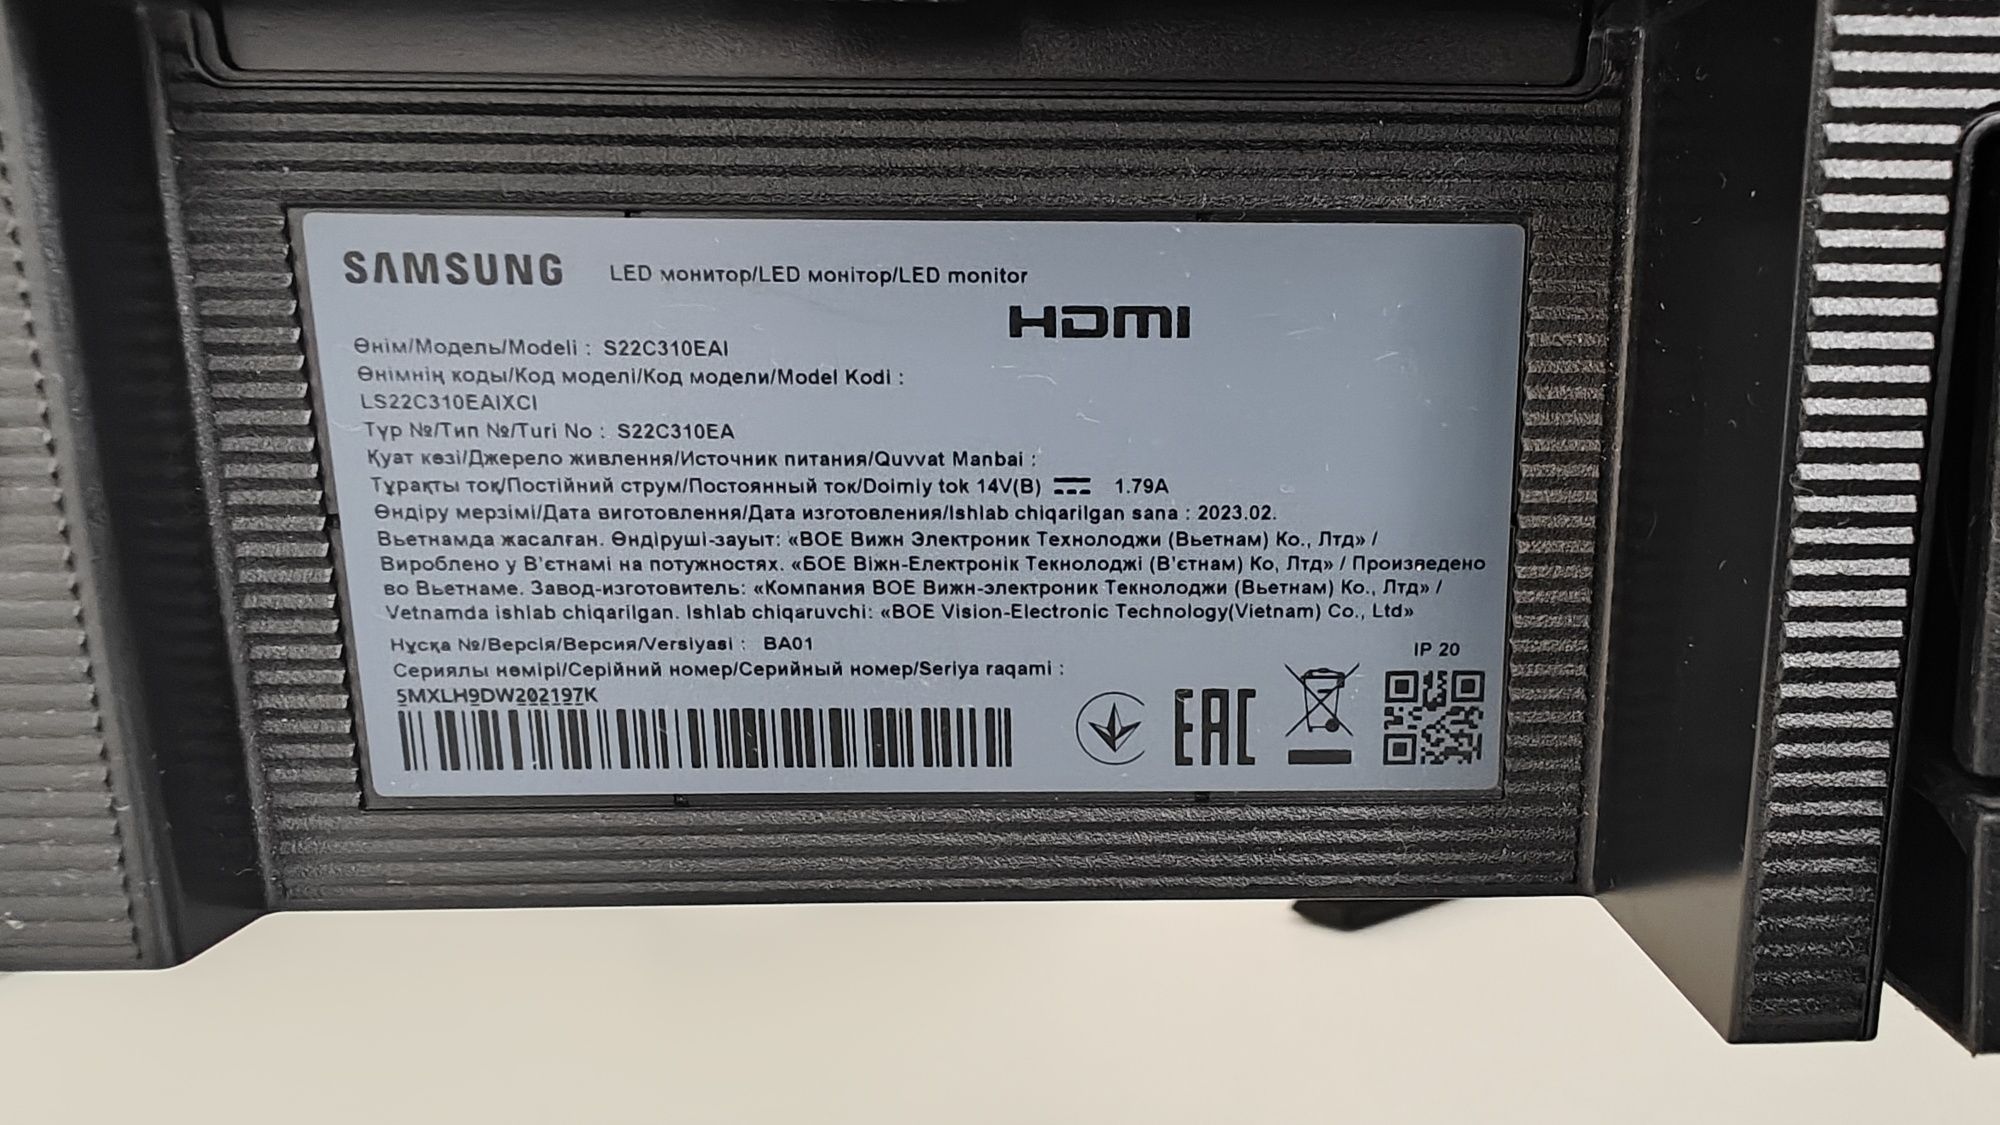 SAMSUNG LED монитор/LED монітор/LED monitor
HDMI
Өнім/Модель/Modeli : S22C310EAI
Өнімнің коды/Код моделі/Код модели/Model Kodi :
LS22C310EAIXCI
Түр №/Тип №/Turi No : S22C310EA
Қуат көзі/Джерело живлення/Источник питания/Quvvat Manbai :
Тұрақты ток/Постійний струм/Постоянный ток/Doimiy tok 14V(B) 1.79A
Өндіру мерзімі/Дата виготовлення/Дата изготовления/Ishlab chiqarilgan sana : 2023.02.
Вьетнамда жасалған. Өндіруші-зауыт: «BOE Вижн Электроник Технолоджи (Вьетнам) Ко., Лтд» /
Вироблено у В'єтнамі на потужностях. «БОЕ Віжн-Електронік Текнолоджі (В'єтнам) Ко, Лтд» / Произведено
во Вьетнаме. Завод-изготовитель: «Компания BOE Вижн-электроник Текнолоджи (Вьетнам) Ко., Лтд» /
Vetnamda ishlab chiqarilgan. Ishlab chiqaruvchi: «BOE Vision-Electronic Technology(Vietnam) Co., Ltd»
Нұсқа №/Версія/Версия/Versiyasi : BA01
IP 20
Сериялы нөмірі/Серійний номер/Серийный номер/Seriya raqami :
5MXLH9DW202197K
EAC